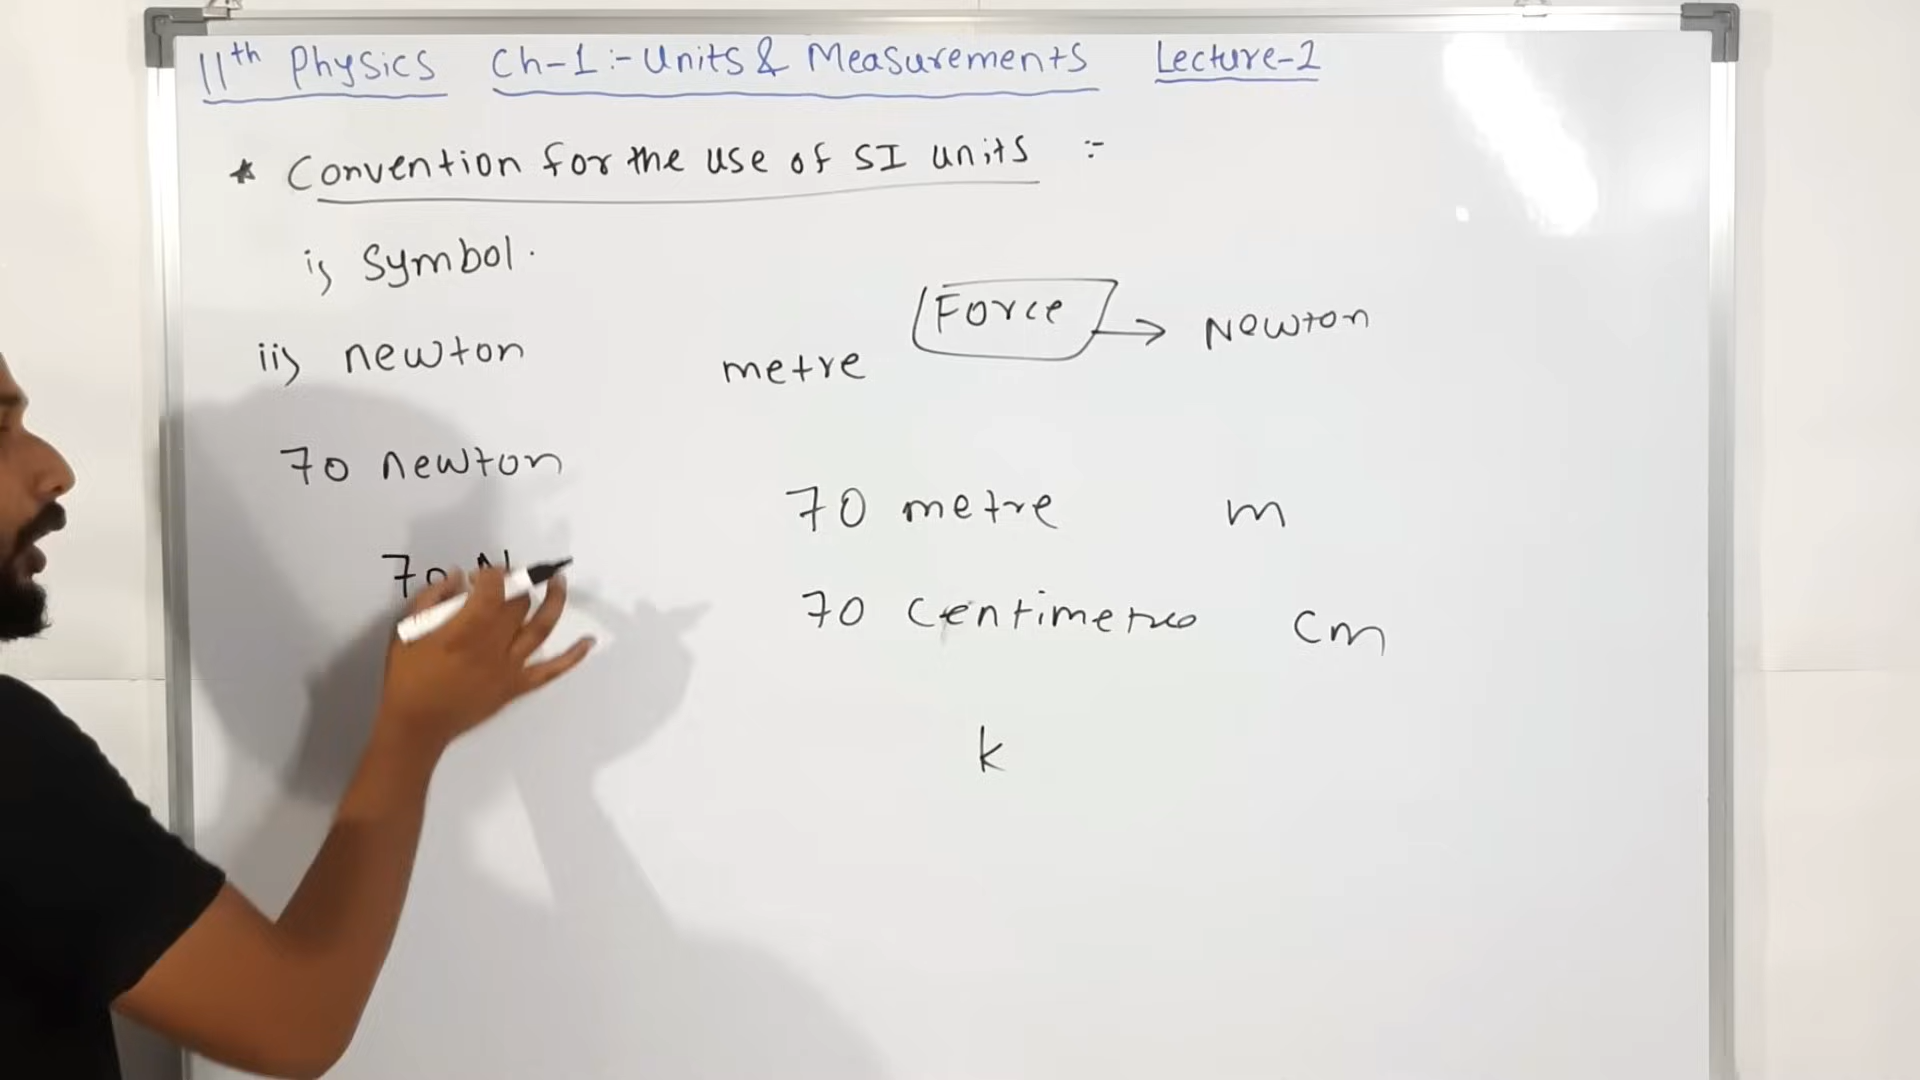 11th Physics Ch-1:- Units & Measurements Lecture-2
* Convention for the use of SI units :-
i) Symbol.
Force → Newton
ii) newton metre
70 newton
70 metre m
70 N
70 Centimetre cm
k